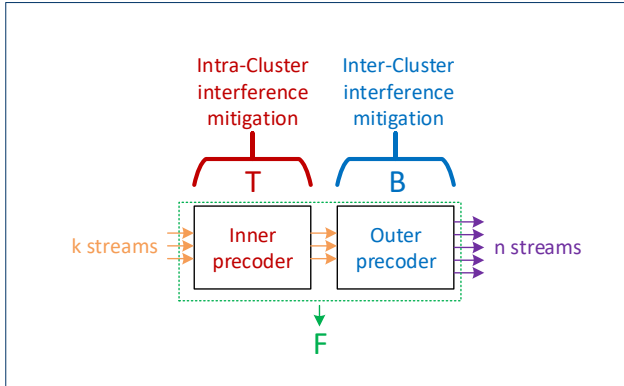 Intra-Cluster
interference
mitigation
Inter-Cluster
interference
mitigation
T
B
k streams
Inner
precoder
Outer
precoder
n streams
F